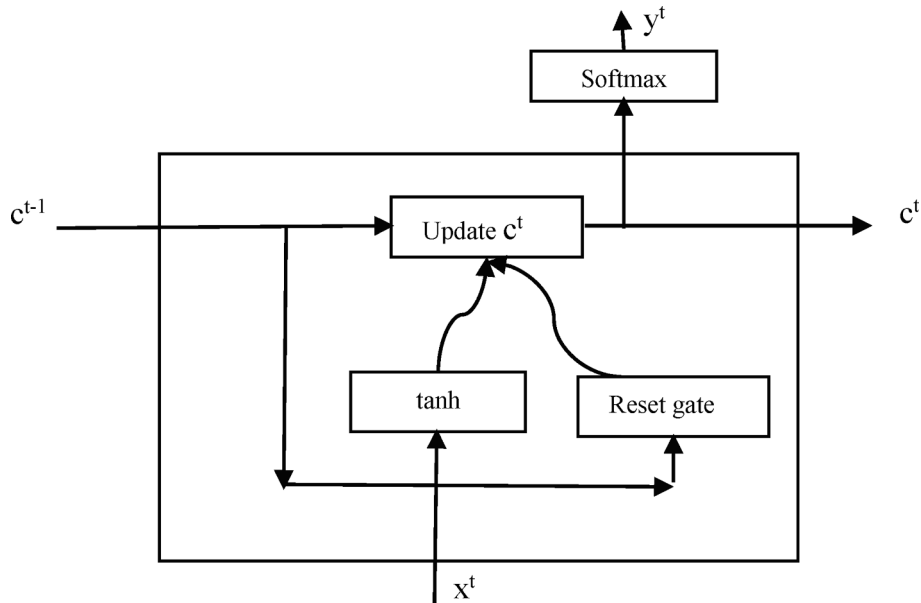 y^t
Softmax
c^{t-1}
Update c^t
c^t
tanh
Reset gate
x^t